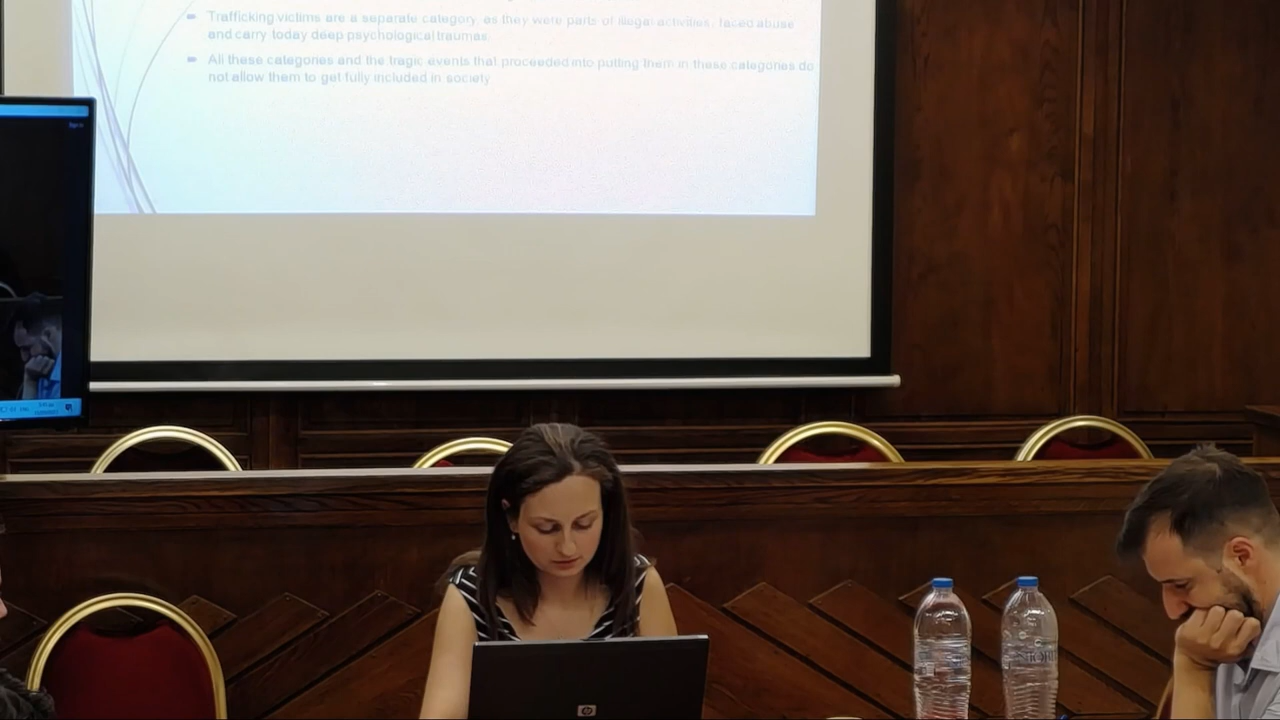 Trafficking victims are a separate category, as they were parts of illegal activities, faced abuse
and carry today deep psychological traumas.
All these categories and the tragic events that proceeded into putting them in these categories do
not allow them to get fully included in society
hp